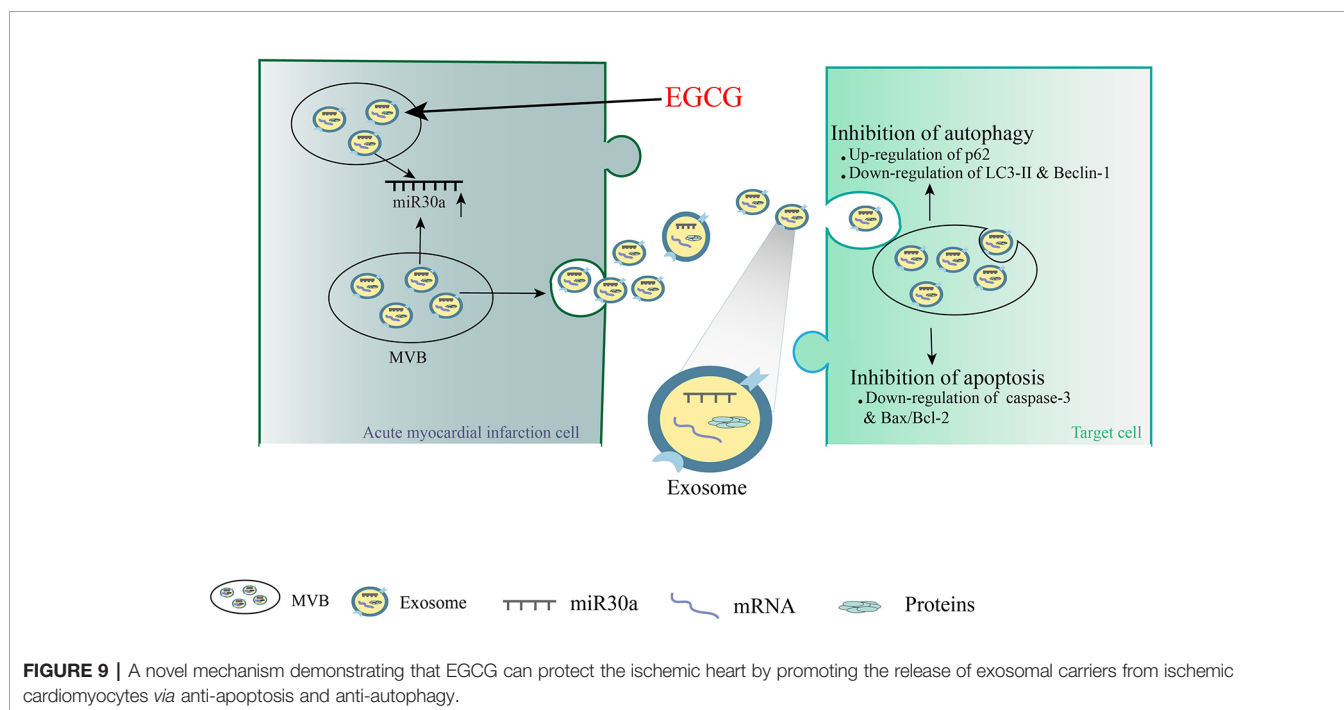 EGCG
miR30a
MVB
Acute myocardial infarction cell
Exosome
Inhibition of autophagy
• Up-regulation of p62
• Down-regulation of LC3-II & Beclin-1
Inhibition of apoptosis
• Down-regulation of caspase-3
& Bax/Bcl-2
Target cell
MVB Exosome miR30a mRNA Proteins
FIGURE 9 | A novel mechanism demonstrating that EGCG can protect the ischemic heart by promoting the release of exosomal carriers from ischemic
cardiomyocytes via anti-apoptosis and anti-autophagy.